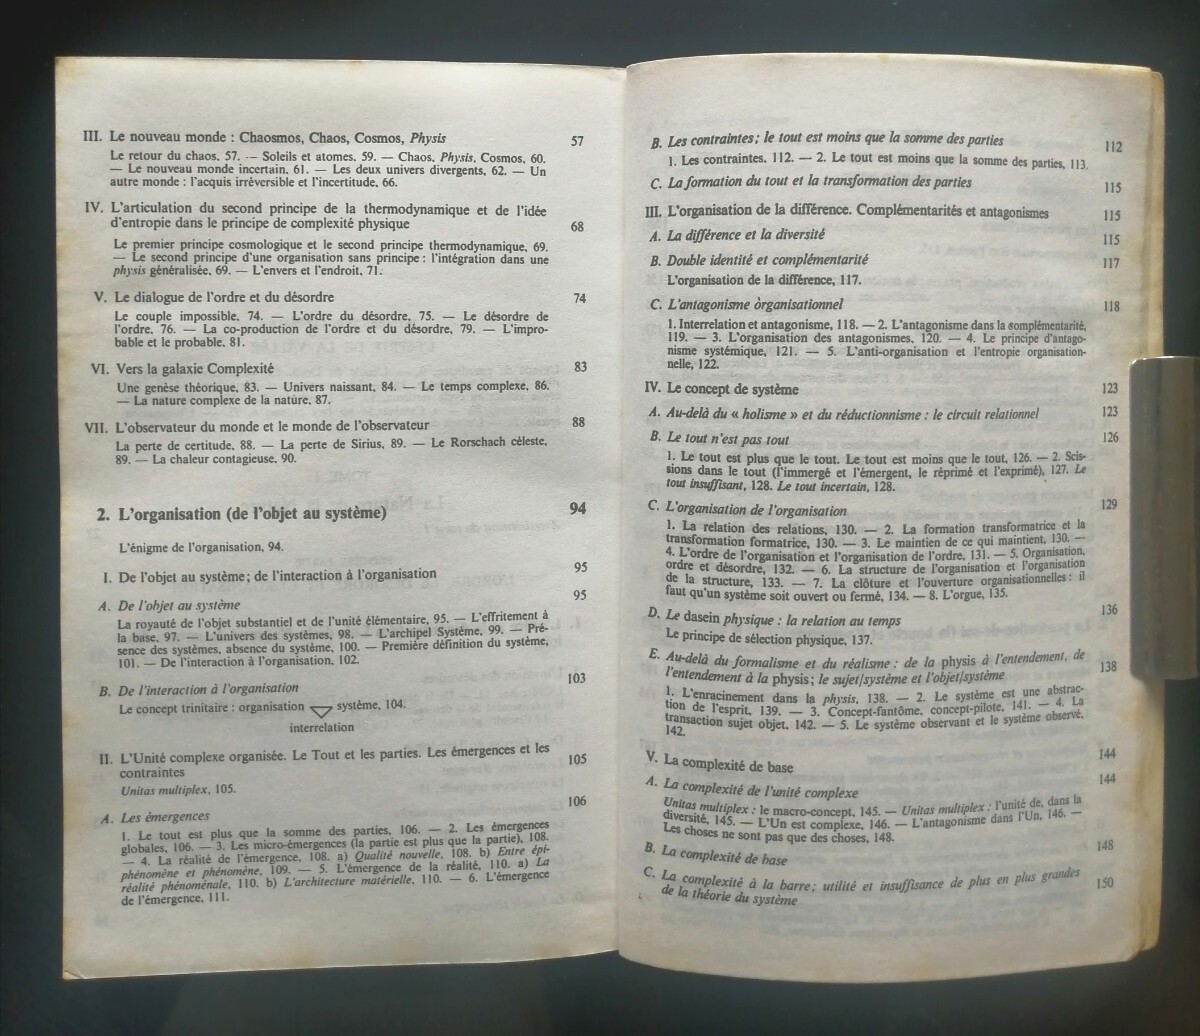 III. Le nouveau monde : Chaosmos, Chaos, Cosmos, Physis 57
Le retour du chaos, 57. — Soleils et atomes. 59. — Chaos, Physis, Cosmos, 60.
— Le nouveau monde incertain, 61. — Les deux univers divergents, 62. — Un
autre monde : l'acquis irréversible et l'incertitude, 66.
IV. L'articulation du second principe de la thermodynamique et de l'idée
d'entropie dans le principe de complexité physique 68
Le premier principe cosmologique et le second principe thermodynamique, 69.
— Le second principe d'une organisation sans principe : l'intégration dans une
physis généralisée, 69. — L'envers et l'endroit, 71.
V. Le dialogue de l'ordre et du désordre 74
Le couple impossible, 74. — L'ordre du désordre, 75. — Le désordre de
l'ordre, 76. — La co-production de l'ordre et du désordre, 79. — L'impro-
bable et le probable, 81.
VI. Vers la galaxie Complexité 83
Une genèse théorique, 83. — Univers naissant, 84. — Le temps complexe, 86.
— La nature complexe de la nature, 87.
VII. L'observateur du monde et le monde de l'observateur 88
La perte de certitude, 88. — La perte de Sirius, 89. — Le Rorschach céleste,
89. — La chaleur contagieuse, 90.
2. L'organisation (de l'objet au système) 94
L'énigme de l'organisation, 94.
I. De l'objet au système; de l'interaction à l'organisation 95
A. De l'objet au système 95
La royauté de l'objet substantiel et de l'unité élémentaire, 95. — L'effritement à
la base, 97. — L'univers des systèmes, 98. — L'archipel Système, 99. — Pré-
sence des systèmes, absence du système, 100. — Première définition du système,
101. — De l'interaction à l'organisation, 102.
B. De l'interaction à l'organisation 103
Le concept trinitaire : organisation système, 104.
interrelation
II. L'Unité complexe organisée. Le Tout et les parties. Les émergences et les
contraintes 105
Unitas multiplex, 105.
A. Les émergences 106
1. Le tout est plus que la somme des parties, 106. — 2. Les émergences
globales, 106. — 3. Les micro-émergences (la partie est plus que la partie), 108.
— 4. La réalité de l'émergence, 108. a) Qualité nouvelle, 108. b) Entre épi-
phénomène et phénomène, 109. — 5. L'émergence de la réalité, 110. a) La
réalité phénoménale, 110. b) L'architecture matérielle, 110. — 6. L'émergence
de l'émergence, 111.
B. Les contraintes; le tout est moins que la somme des parties 112
1. Les contraintes, 112. — 2. Le tout est moins que la somme des parties, 113.
C. La formation du tout et la transformation des parties 115
III. L'organisation de la différence. Complémentarités et antagonismes 115
A. La différence et la diversité 115
B. Double identité et complémentarité 117
L'organisation de la différence, 117.
C. L'antagonisme organisationnel 118
1. Interrelation et antagonisme, 118. — 2. L'antagonisme dans la complémentarité,
119. — 3. L'organisation des antagonismes, 120. — 4. Le principe d'antago-
nisme systémique, 121. — 5. L'anti-organisation et l'entropie organisation-
nelle, 122.
IV. Le concept de système 123
A. Au-delà du « holisme » et du réductionnisme : le circuit relationnel 123
B. Le tout n'est pas tout 126
1. Le tout est plus que le tout. Le tout est moins que le tout, 126. — 2. Scis-
sions dans le tout (l'immergé et l'émergent, le réprimé et l'exprimé), 127. Le
tout insuffisant, 128. Le tout incertain, 128.
C. L'organisation de l'organisation 129
1. La relation des relations, 130. — 2. La formation transformatrice et la
transformation formatrice, 130. — 3. Le maintien de ce qui maintient, 130. —
4. L'ordre de l'organisation et l'organisation de l'ordre, 131. — 5. Organisation,
ordre et désordre, 132. — 6. La structure de l'organisation et l'organisation
de la structure, 133. — 7. La clôture et l'ouverture organisationnelles : il
faut qu'un système soit ouvert ou fermé, 134. — 8. L'orgue, 135.
D. Le dasein physique : la relation au temps 136
Le principe de sélection physique, 137.
E. Au-delà du formalisme et du réalisme : de la physis à l'entendement, de
l'entendement à la physis; le sujet/système et l'objet/système 138
1. L'enracinement dans la physis, 138. — 2. Le système est une abstrac-
tion de l'esprit, 139. — 3. Concept-fantôme, concept-pilote, 141. — 4. La
transaction sujet objet, 142. — 5. Le système observant et le système observé,
142.
V. La complexité de base 144
A. La complexité de l'unité complexe 144
Unitas multiplex : le macro-concept, 145. — Unitas multiplex : l'unité de, dans la
diversité, 145. — L'Un est complexe, 146. — L'antagonisme dans l'Un, 146. —
Les choses ne sont pas que des choses, 148.
B. La complexité de base 148
C. La complexité à la barre; utilité et insuffisance de plus en plus grandes
de la théorie du système 150